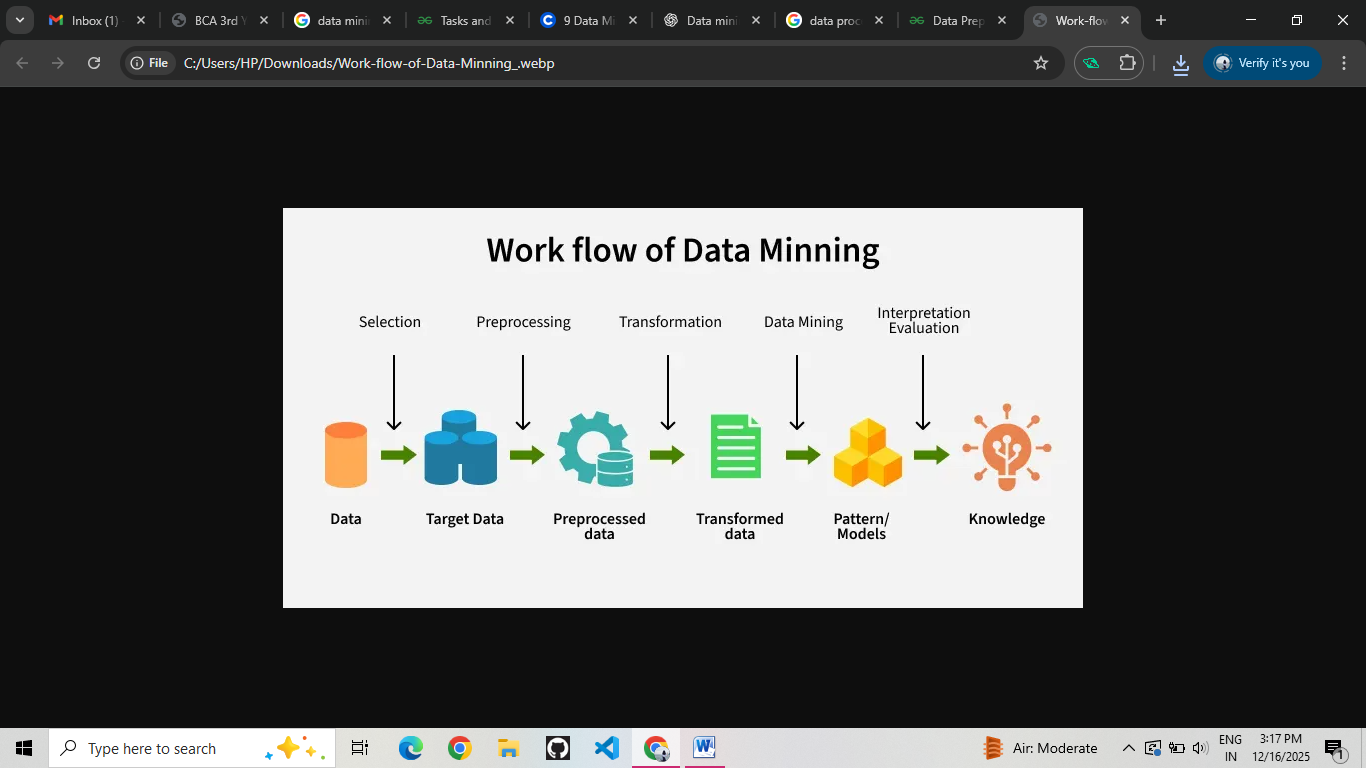 Inbox (1)
BCA 3rd Y
data mini
Tasks and
9 Data Mi
Data mini
data proc
Data Prep
Work-flow
File
C:/Users/HP/Downloads/Work-flow-of-Data-Minning_.webp
Verify it's you
Work flow of Data Minning
Selection
Preprocessing
Transformation
Data Mining
Interpretation
Evaluation
Data
Target Data
Preprocessed
data
Transformed
data
Pattern/
Models
Knowledge
Type here to search
Air: Moderate
ENG
IN
3:17 PM
12/16/2025
1